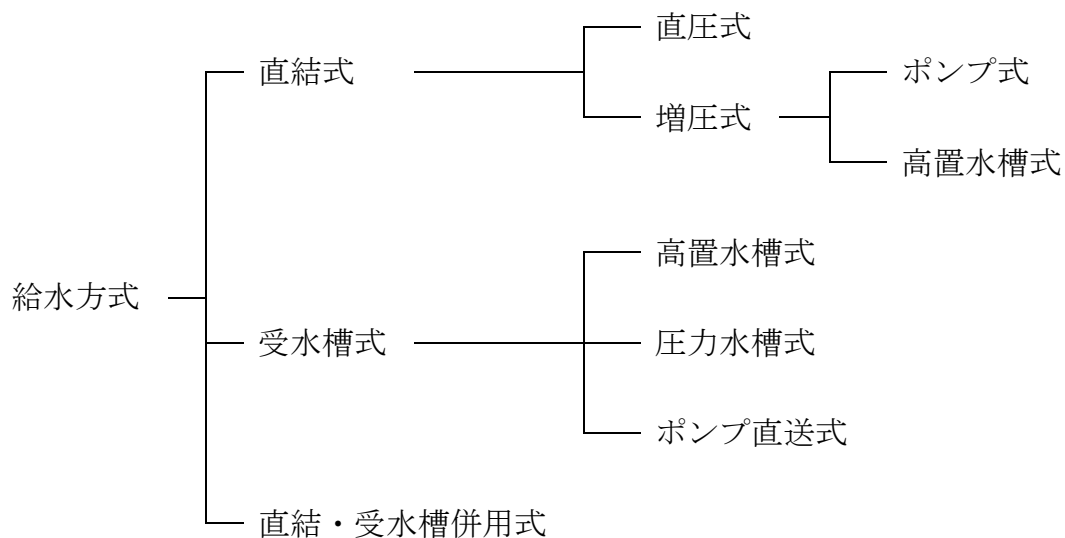 直圧式
直結式
ポンプ式
増圧式
高置水槽式
高置水槽式
給水方式
受水槽式
圧力水槽式
ポンプ直送式
直結・受水槽併用式